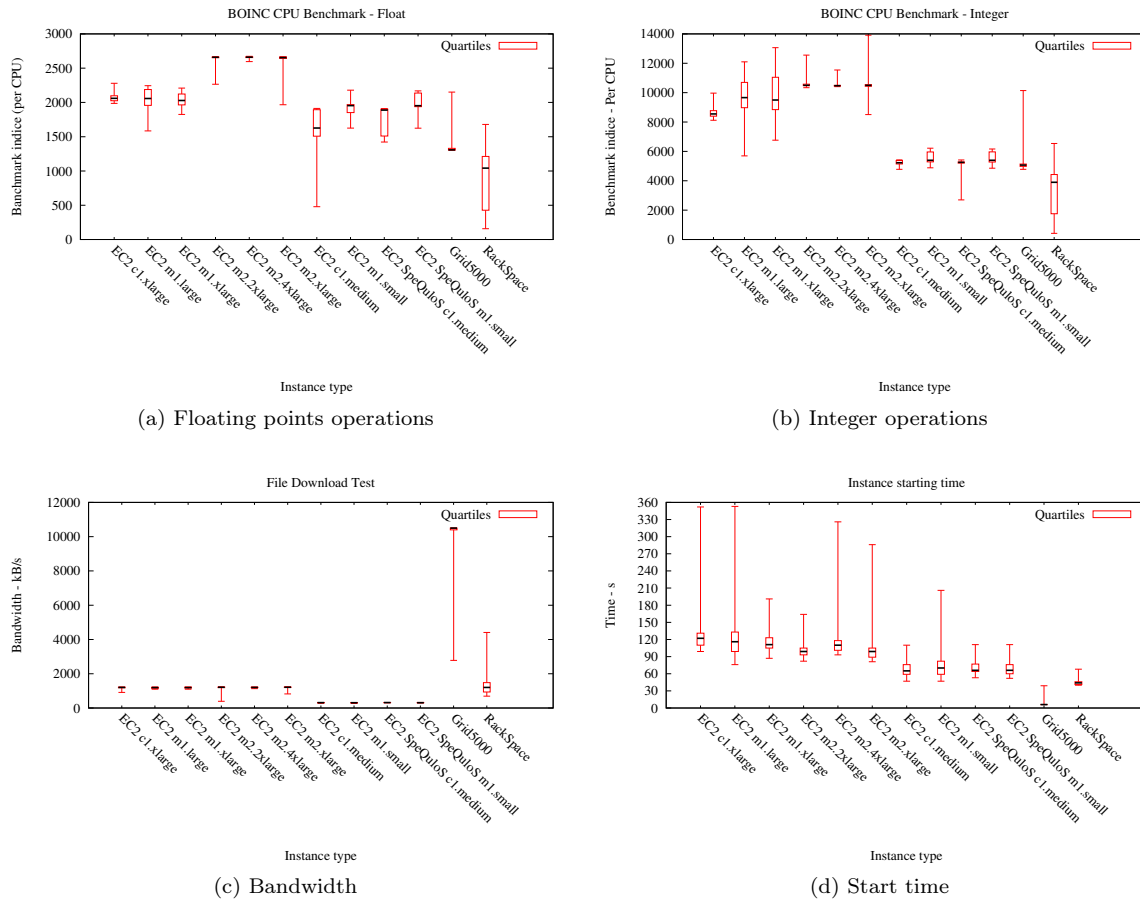 BOINC CPU Benchmark - Float
3000
2500
2000
1500
1000
500
0
Banchmark indice (per CPU)
Quartiles
EC2 c1.xlarge
EC2 m1.large
EC2 m1.xlarge
EC2 m2.2xlarge
EC2 m2.4xlarge
EC2 m2.xlarge
EC2 c1.medium
EC2 m1.small
EC2 SpeQuloS c1.medium
EC2 SpeQuloS m1.small
Grid5000
RackSpace
Instance type
(a) Floating points operations
BOINC CPU Benchmark - Integer
14000
12000
10000
8000
6000
4000
2000
0
Benchmark indice - Per CPU
Quartiles
EC2 c1.xlarge
EC2 m1.large
EC2 m1.xlarge
EC2 m2.2xlarge
EC2 m2.4xlarge
EC2 m2.xlarge
EC2 c1.medium
EC2 m1.small
EC2 SpeQuloS c1.medium
EC2 SpeQuloS m1.small
Grid5000
RackSpace
Instance type
(b) Integer operations
File Download Test
12000
10000
8000
6000
4000
2000
0
Bandwidth - kB/s
Quartiles
EC2 c1.xlarge
EC2 m1.large
EC2 m1.xlarge
EC2 m2.2xlarge
EC2 m2.4xlarge
EC2 m2.xlarge
EC2 c1.medium
EC2 m1.small
EC2 SpeQuloS c1.medium
EC2 SpeQuloS m1.small
Grid5000
RackSpace
Instance type
(c) Bandwidth
Instance starting time
360
330
300
270
240
210
180
150
120
90
60
30
0
Time - s
Quartiles
EC2 c1.xlarge
EC2 m1.large
EC2 m1.xlarge
EC2 m2.2xlarge
EC2 m2.4xlarge
EC2 m2.xlarge
EC2 c1.medium
EC2 m1.small
EC2 SpeQuloS c1.medium
EC2 SpeQuloS m1.small
Grid5000
RackSpace
Instance type
(d) Start time